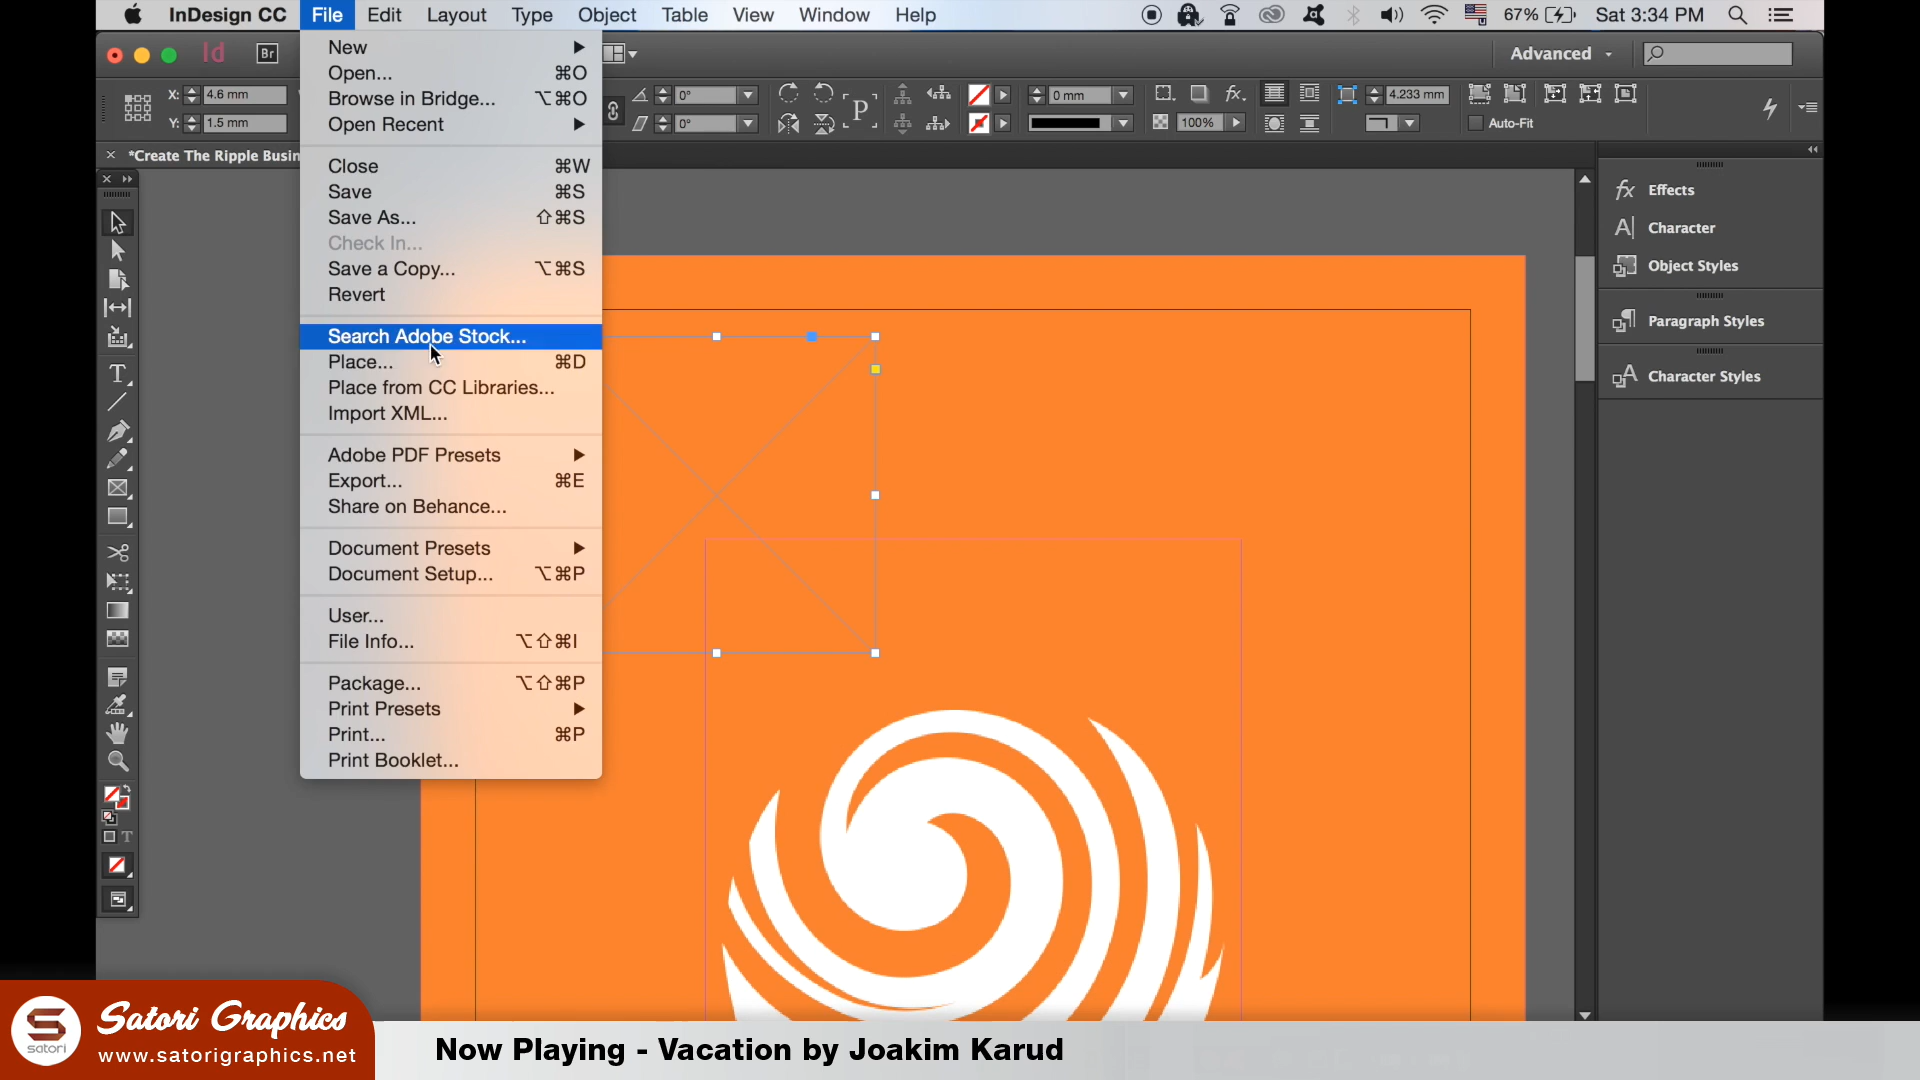 InDesign CC File Edit Layout Type Object Table View Window Help 67% Sat 3:34 PM
Id Br Advanced
X: 4.6 mm 0° 0 mm fx 4.233 mm
Y: 1.5 mm 0° P 100% Auto-Fit
*Create The Ripple Busin
New
Open... ⌘O
Browse in Bridge... ⌥⌘O
Open Recent
Close ⌘W
Save ⌘S
Save As... ⇧⌘S
Check In...
Save a Copy... ⌥⌘S
Revert
Search Adobe Stock...
Place... ⌘D
Place from CC Libraries...
Import XML...
Adobe PDF Presets
Export... ⌘E
Share on Behance...
Document Presets
Document Setup... ⌥⌘P
User...
File Info... ⌥⇧⌘I
Package... ⌥⇧⌘P
Print Presets
Print... ⌘P
Print Booklet...
fx Effects
A Character
Object Styles
Paragraph Styles
A Character Styles
T
T
S
satori
Satori Graphics
www.satorigraphics.net
Now Playing - Vacation by Joakim Karud